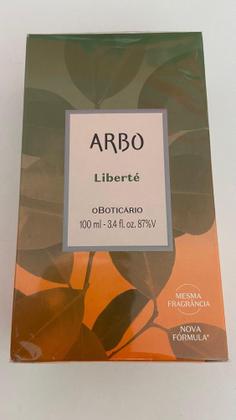 ARBO
Liberté
oBOTICÁRIO
100 ml - 3.4 fl. oz. 87%V
MESMA
FRAGRÂNCIA
NOVA
FÓRMULA*